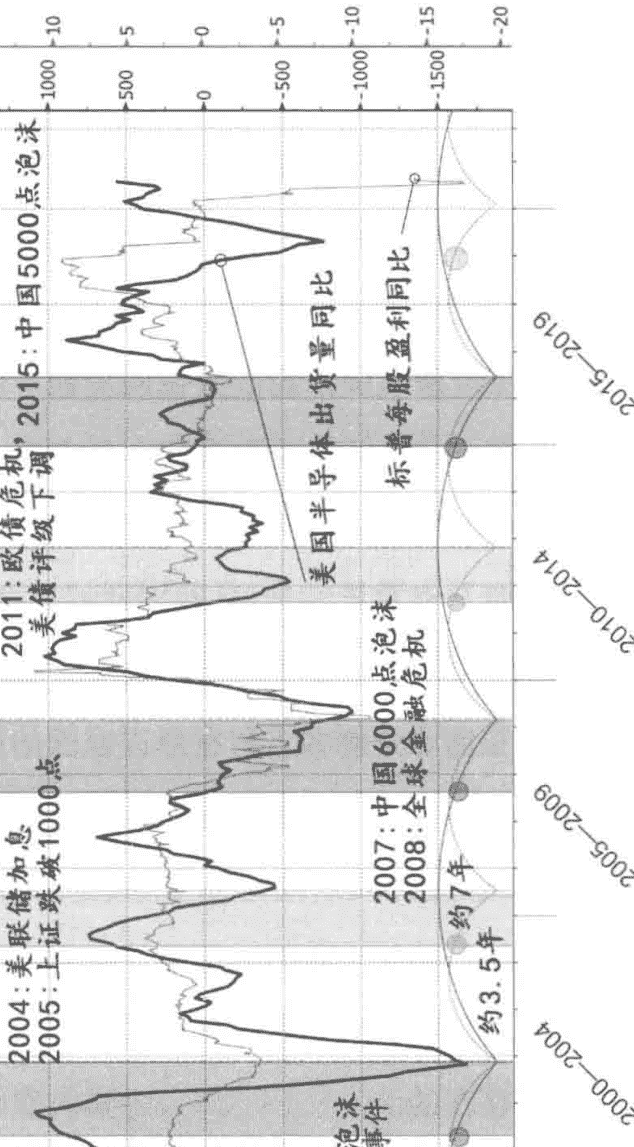 10
5
0
-5
-10
-15
-20
1000
500
0
-500
-1000
-1500
2004:美联储加息
2005:上证跌破1000点
2011:欧债危机,2015:中国5000点泡沫
美债评级下调
泡沫
事件
2007:中国6000点泡沫
2008:全球金融危机
美国半导体出货量同比
标普每股盈利同比
约3.5年
约7年
2000—2004
2005—2009
2010—2014
2015—2019